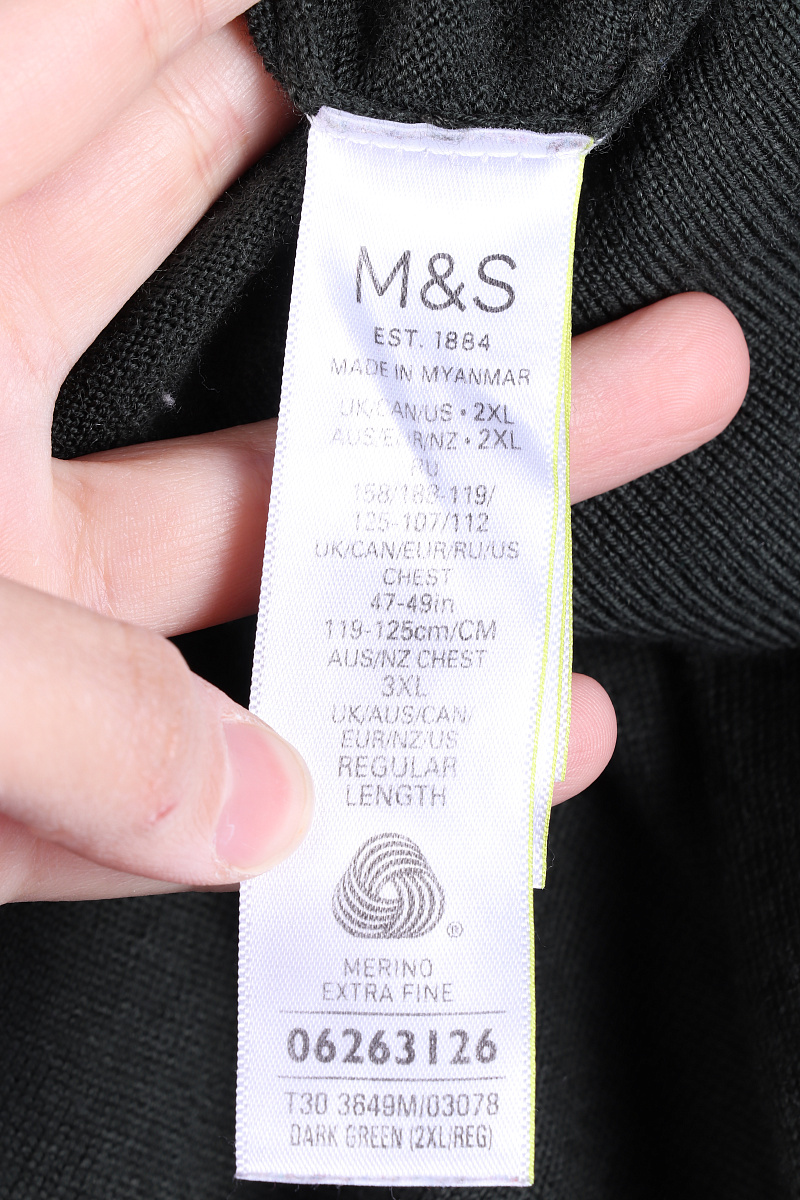 M&S
EST. 1884
MADE IN MYANMAR
UK/CAN/US • 2XL
AUS/EUR/NZ • 2XL
RU
158/188-119/
125-107/112
UK/CAN/EUR/RU/US
CHEST
47-49in
119-125cm/CM
AUS/NZ CHEST
3XL
UK/AUS/CAN/
EUR/NZ/US
REGULAR
LENGTH
®
MERINO
EXTRA FINE
06263126
T30 3649M/03078
DARK GREEN (2XL/REG)